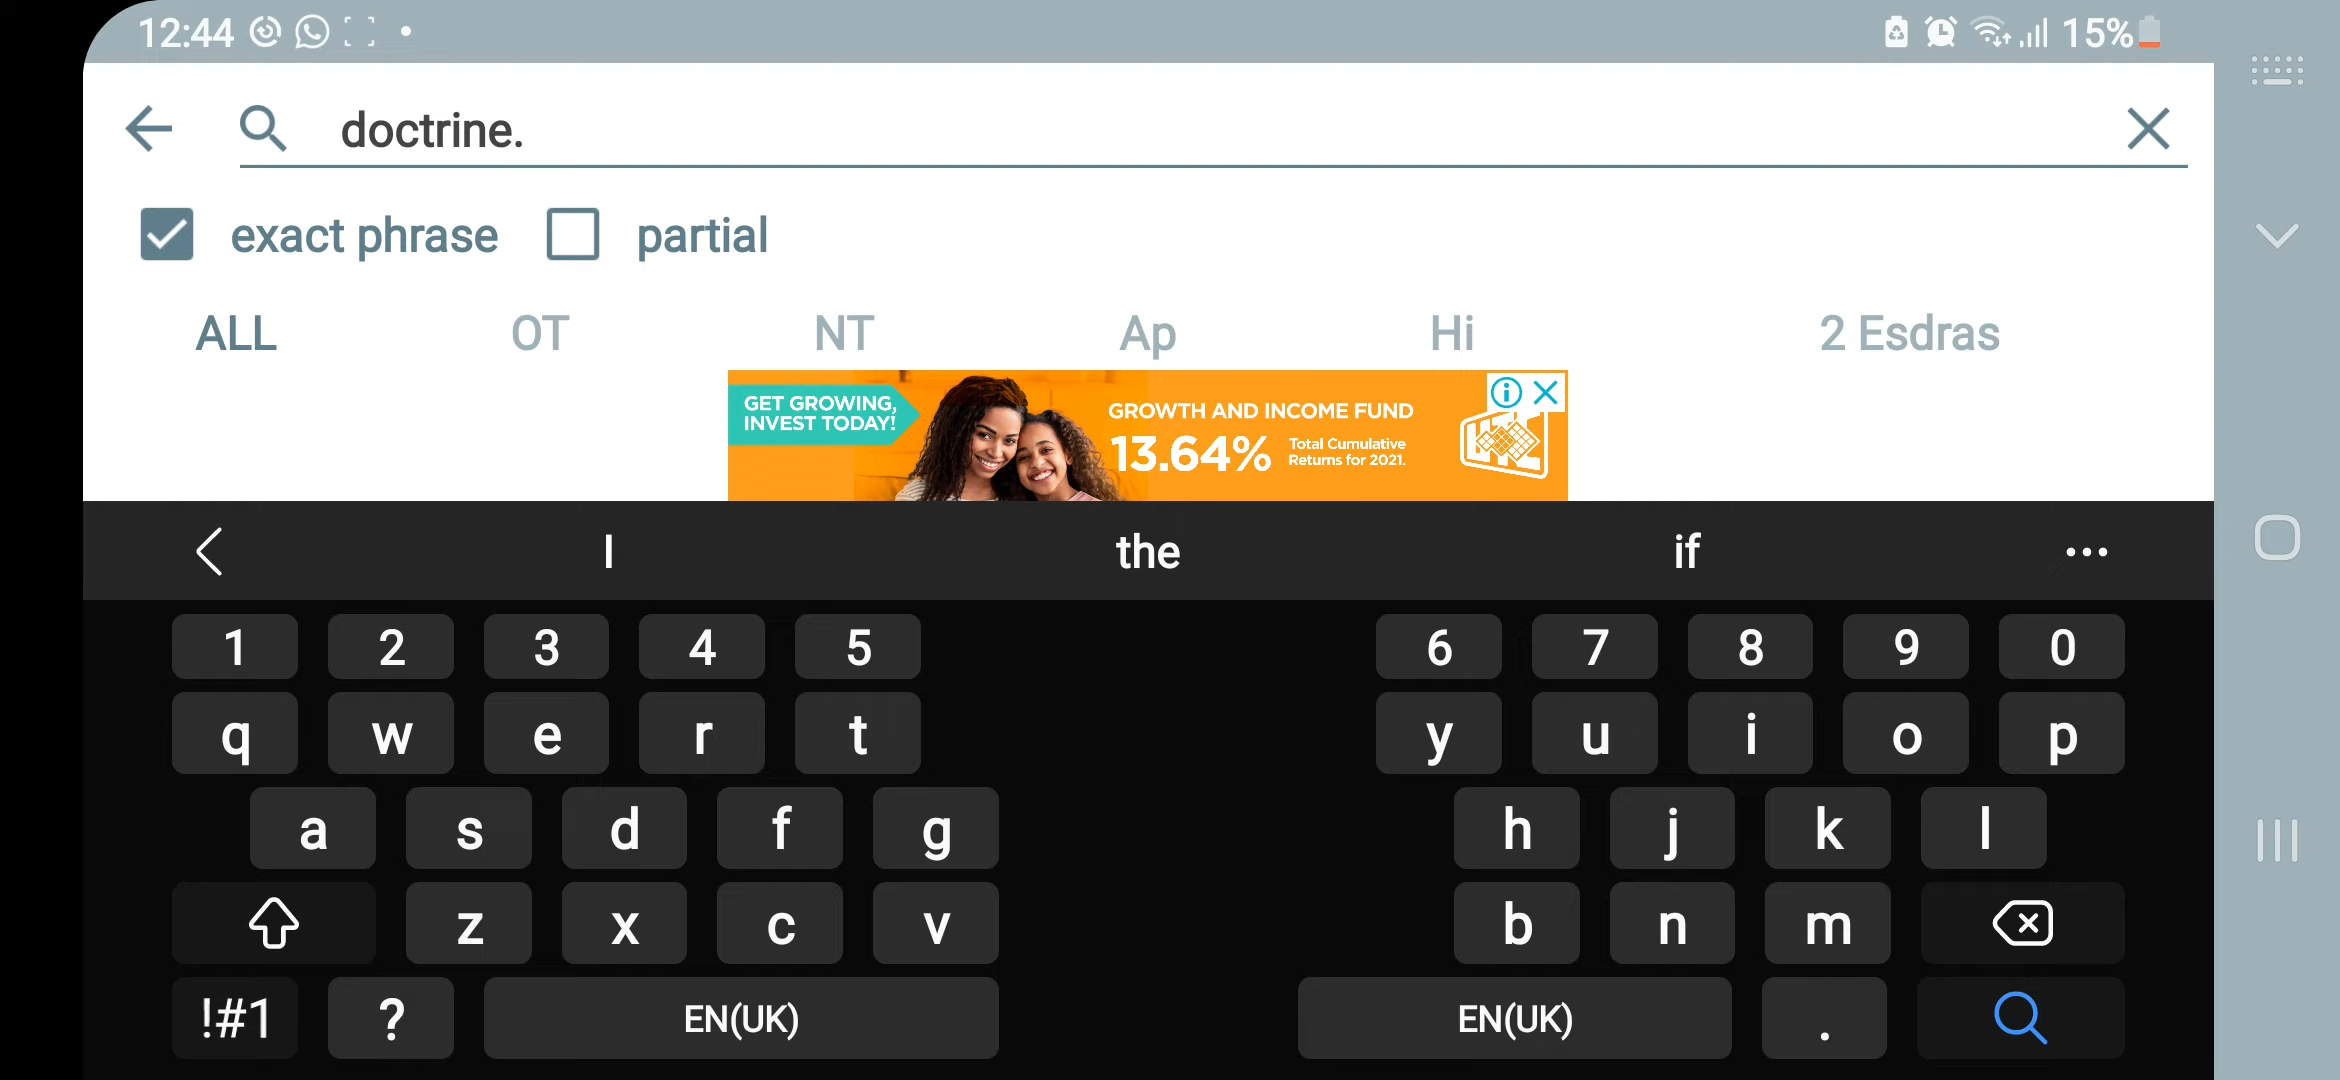 12:44 15%
doctrine.
exact phrase partial
ALL OT NT Ap Hi 2 Esdras
GET GROWING,
INVEST TODAY!
GROWTH AND INCOME FUND
13.64% Total Cumulative
Returns for 2021.
I the if
1 2 3 4 5 6 7 8 9 0
q w e r t y u i o p
a s d f g h j k l
z x c v b n m
!#1 ? EN(UK) EN(UK) .